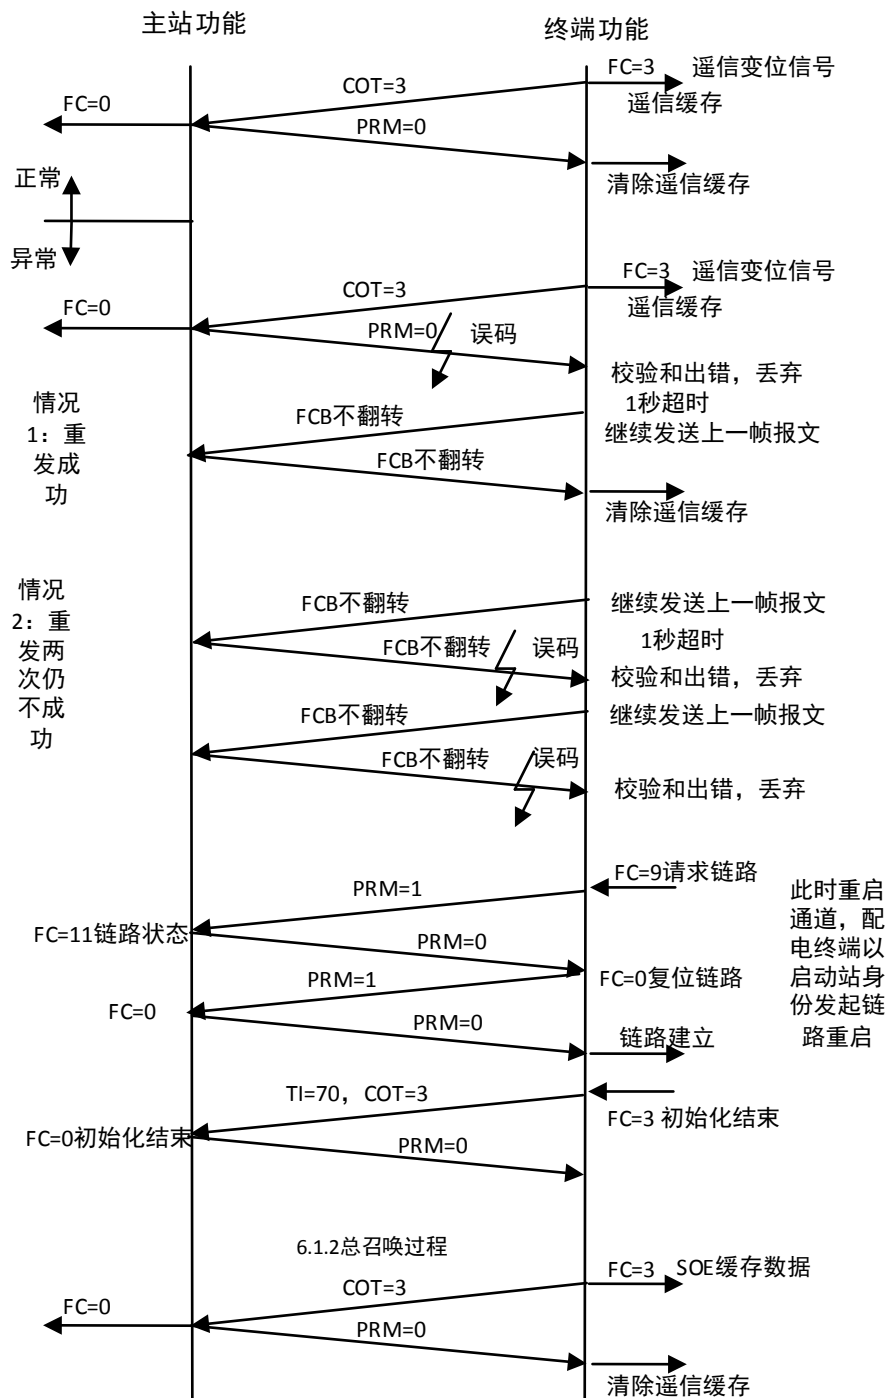 主站功能
终端功能
FC=3 遥信变位信号
COT=3
遥信缓存
FC=0
PRM=0
清除遥信缓存
正常
异常
FC=3 遥信变位信号
COT=3
遥信缓存
FC=0
PRM=0 误码
校验和出错，丢弃
1秒超时
情况
1：重
发成
功
FCB不翻转
继续发送上一帧报文
FCB不翻转
清除遥信缓存
情况
2：重
发两
次仍
不成
功
FCB不翻转
继续发送上一帧报文
1秒超时
FCB不翻转 误码
校验和出错，丢弃
FCB不翻转
继续发送上一帧报文
FCB不翻转 误码
校验和出错，丢弃
FC=9请求链路
PRM=1
FC=11链路状态
PRM=0
PRM=1
FC=0复位链路
FC=0
PRM=0
链路建立
此时重启
通道，配
电终端以
启动站身
份发起链
路重启
TI=70，COT=3
FC=3 初始化结束
FC=0初始化结束
PRM=0
6.1.2总召唤过程
FC=3 SOE缓存数据
COT=3
FC=0
PRM=0
清除遥信缓存